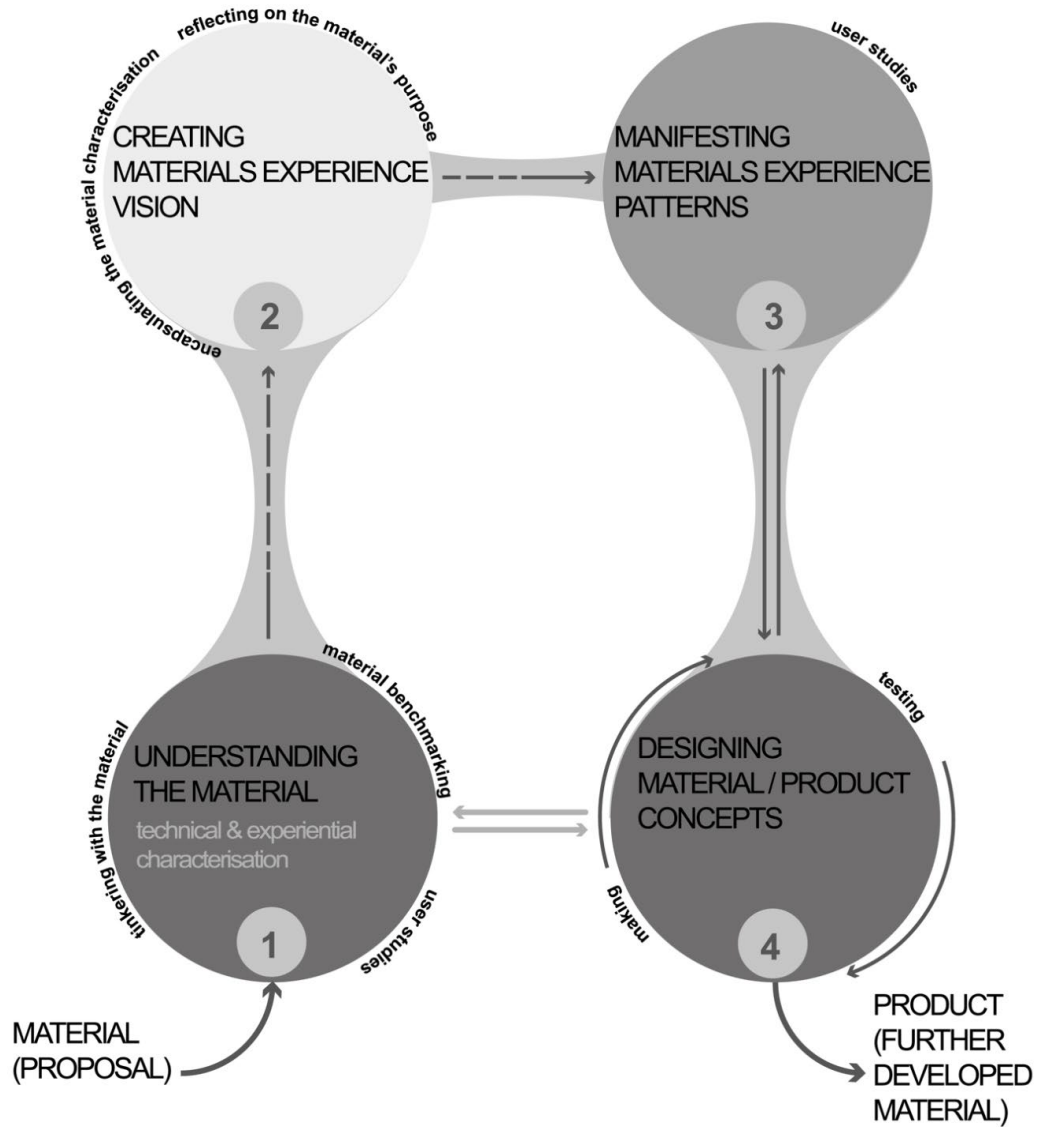 reflecting on the material's purpose
encapsulating the material characterisation
CREATING
MATERIALS EXPERIENCE
VISION
2
user studies
MANIFESTING
MATERIALS EXPERIENCE
PATTERNS
3
tinkering with the material
material benchmarking
user studies
UNDERSTANDING
THE MATERIAL
technical & experiential
characterisation
1
MATERIAL
(PROPOSAL)
testing
making
DESIGNING
MATERIAL / PRODUCT
CONCEPTS
4
PRODUCT
(FURTHER
DEVELOPED
MATERIAL)